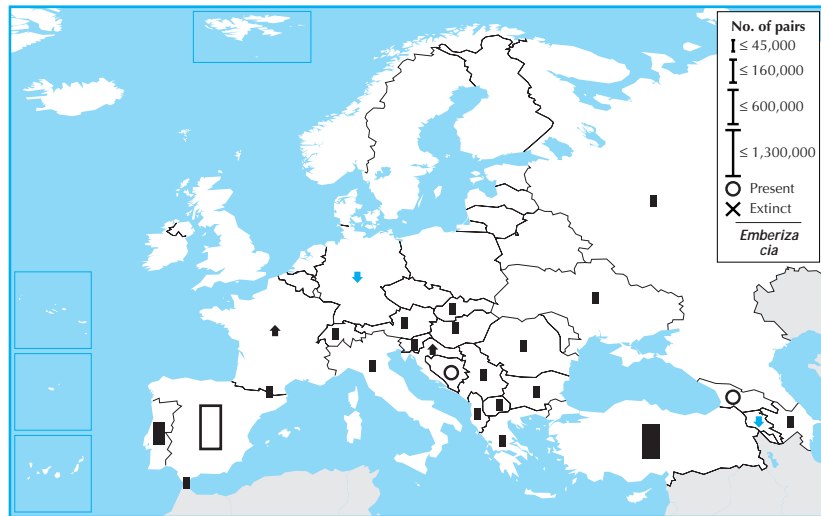 No. of pairs
≤ 45,000
≤ 160,000
≤ 600,000
≤ 1,300,000
Present
Extinct
Emberiza
cia